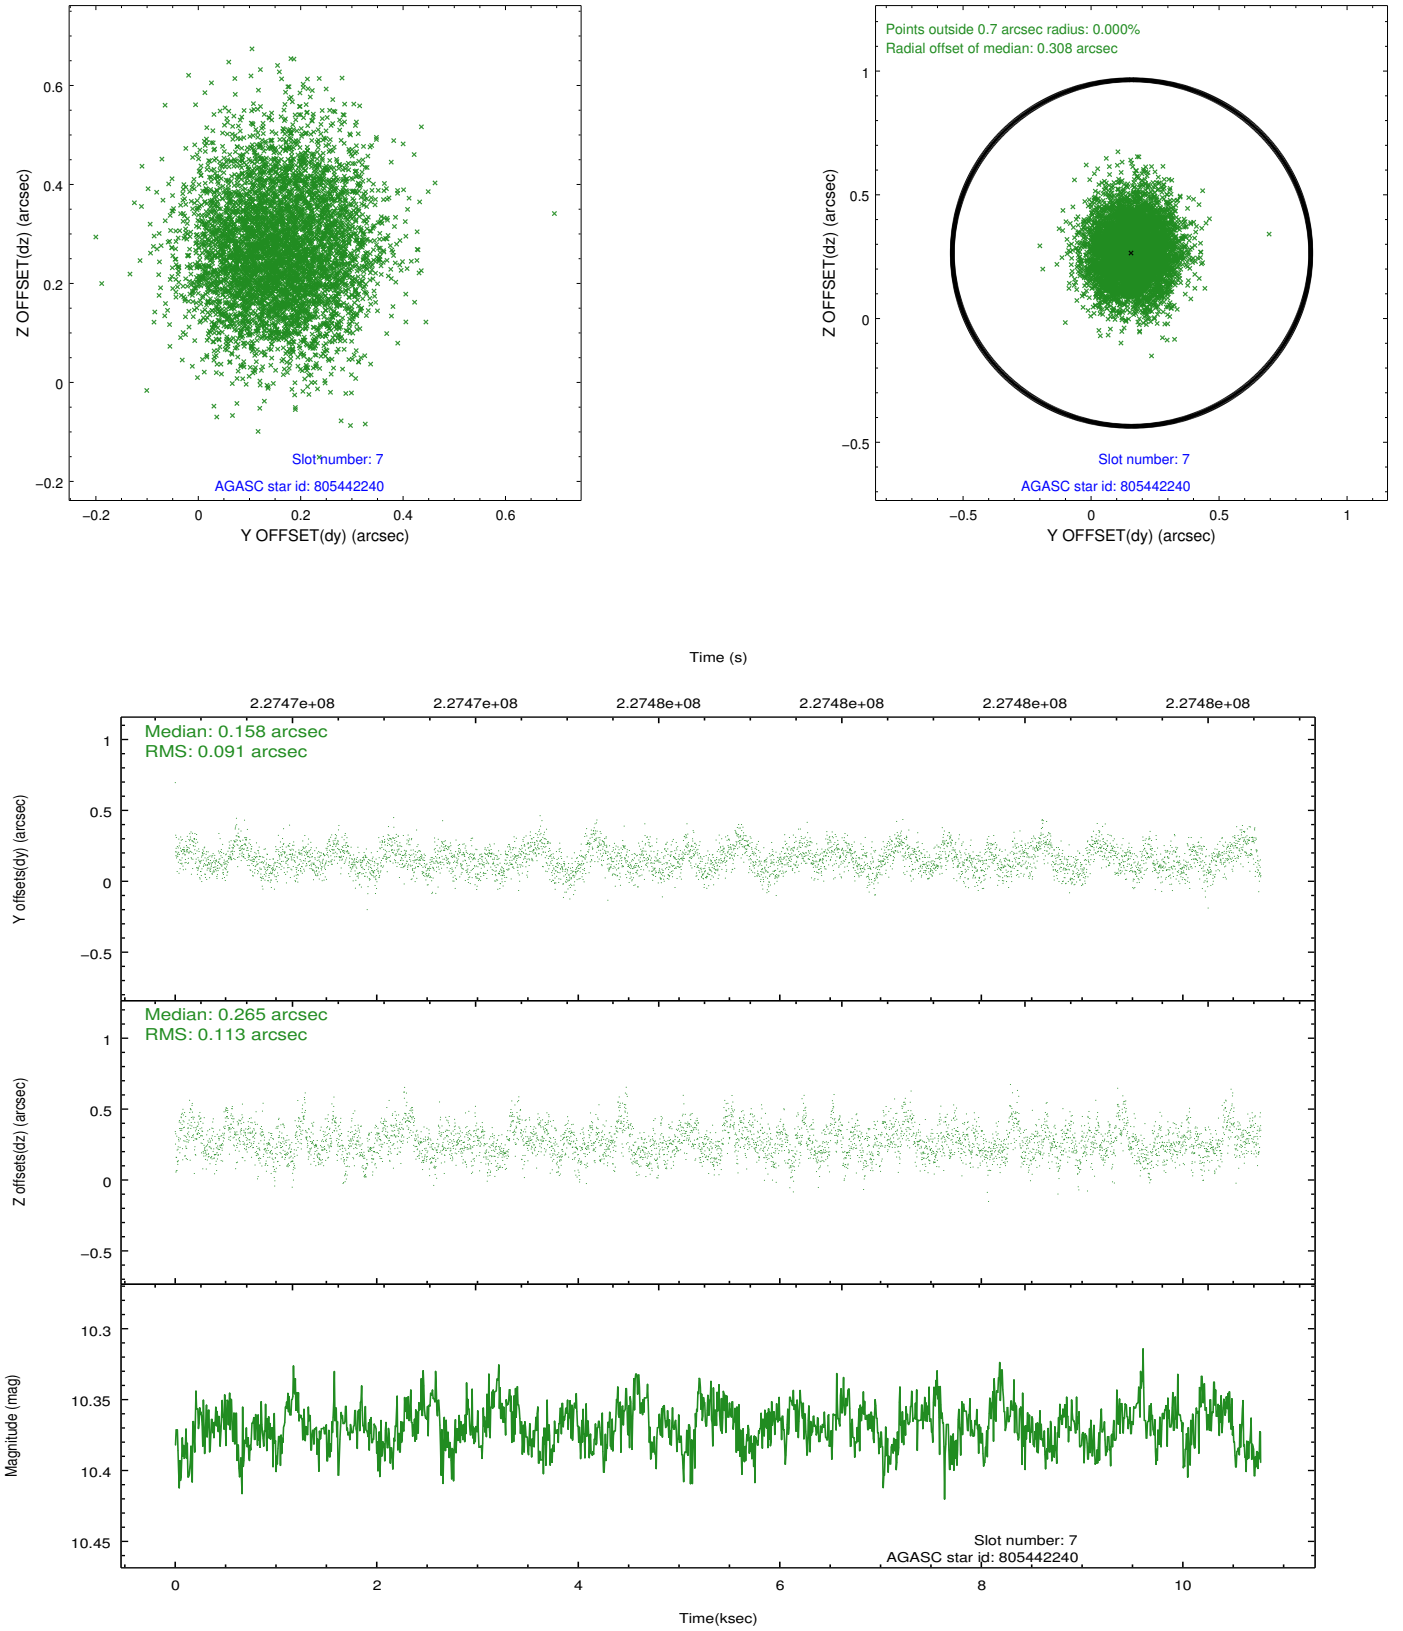 0.6
0.4
0.2
0
−0.2
−0.2
0
0.2
0.4
0.6
Z OFFSET(dz) (arcsec)
Y OFFSET(dy) (arcsec)
Slot number: 7
AGASC star id: 805442240
Points outside 0.7 arcsec radius: 0.000%
Radial offset of median: 0.308 arcsec
1
0.5
0
−0.5
−0.5
0
0.5
1
Z OFFSET(dz) (arcsec)
Y OFFSET(dy) (arcsec)
Slot number: 7
AGASC star id: 805442240
Time (s)
2.2747e+08
2.2747e+08
2.2748e+08
2.2748e+08
2.2748e+08
2.2748e+08
Median: 0.158 arcsec
RMS: 0.091 arcsec
1
0.5
0
−0.5
Y offsets(dy) (arcsec)
Median: 0.265 arcsec
RMS: 0.113 arcsec
1
0.5
0
−0.5
Z offsets(dz) (arcsec)
10.3
10.35
10.4
10.45
Magnitude (mag)
Slot number: 7
AGASC star id: 805442240
0
2
4
6
8
10
Time(ksec)